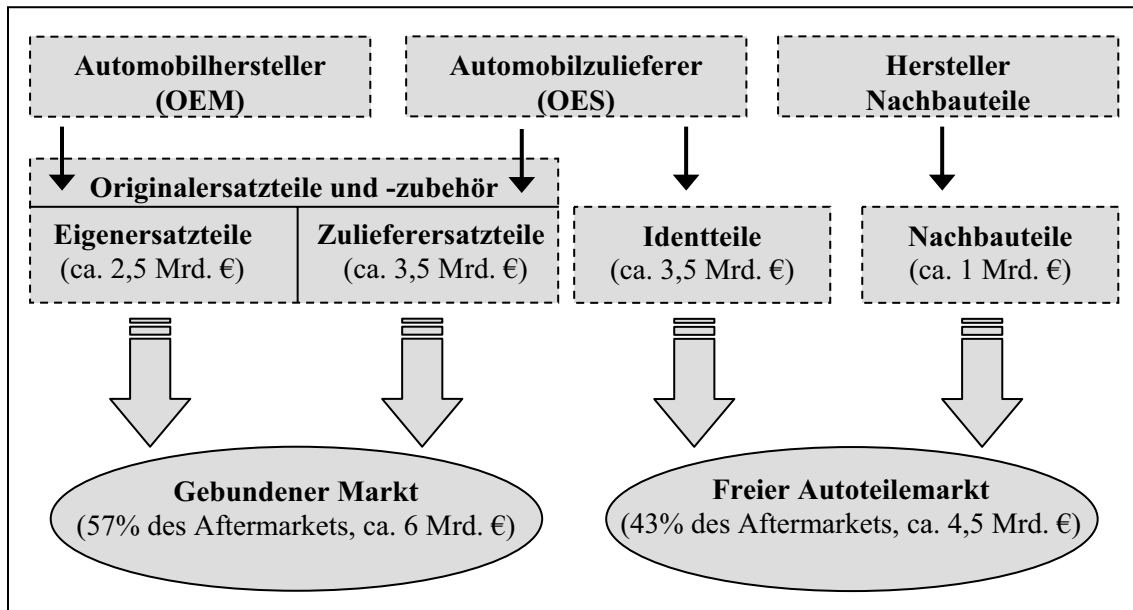 Automobilhersteller
(OEM)
Automobilzulieferer
(OES)
Hersteller
Nachbauteile
Originalersatzteile und -zubehör
Eigenersatzteile
(ca. 2,5 Mrd. €)
Zulieferersatzteile
(ca. 3,5 Mrd. €)
Identteile
(ca. 3,5 Mrd. €)
Nachbauteile
(ca. 1 Mrd. €)
Gebundener Markt
(57% des Aftermarkets, ca. 6 Mrd. €)
Freier Autoteilemarkt
(43% des Aftermarkets, ca. 4,5 Mrd. €)